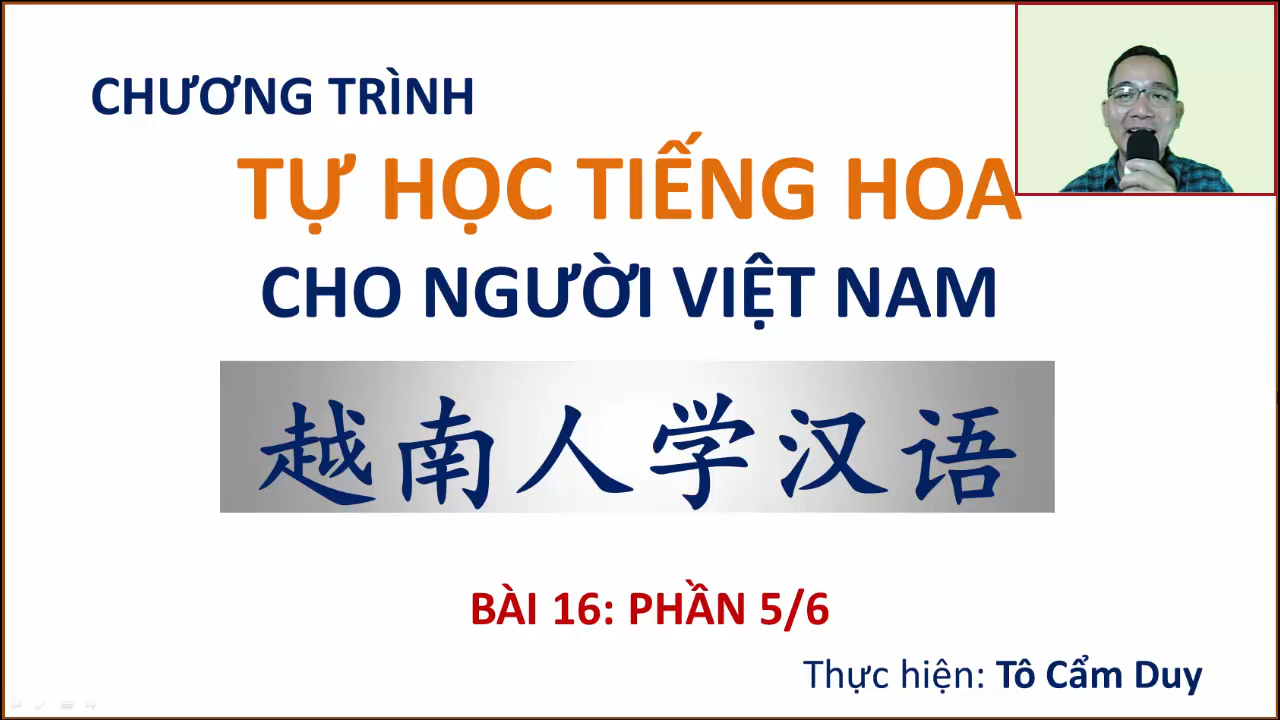 CHƯƠNG TRÌNH
TỰ HỌC TIẾNG HOA
CHO NGƯỜI VIỆT NAM
越南人学汉语
BÀI 16: PHẦN 5/6
Thực hiện: Tô Cẩm Duy